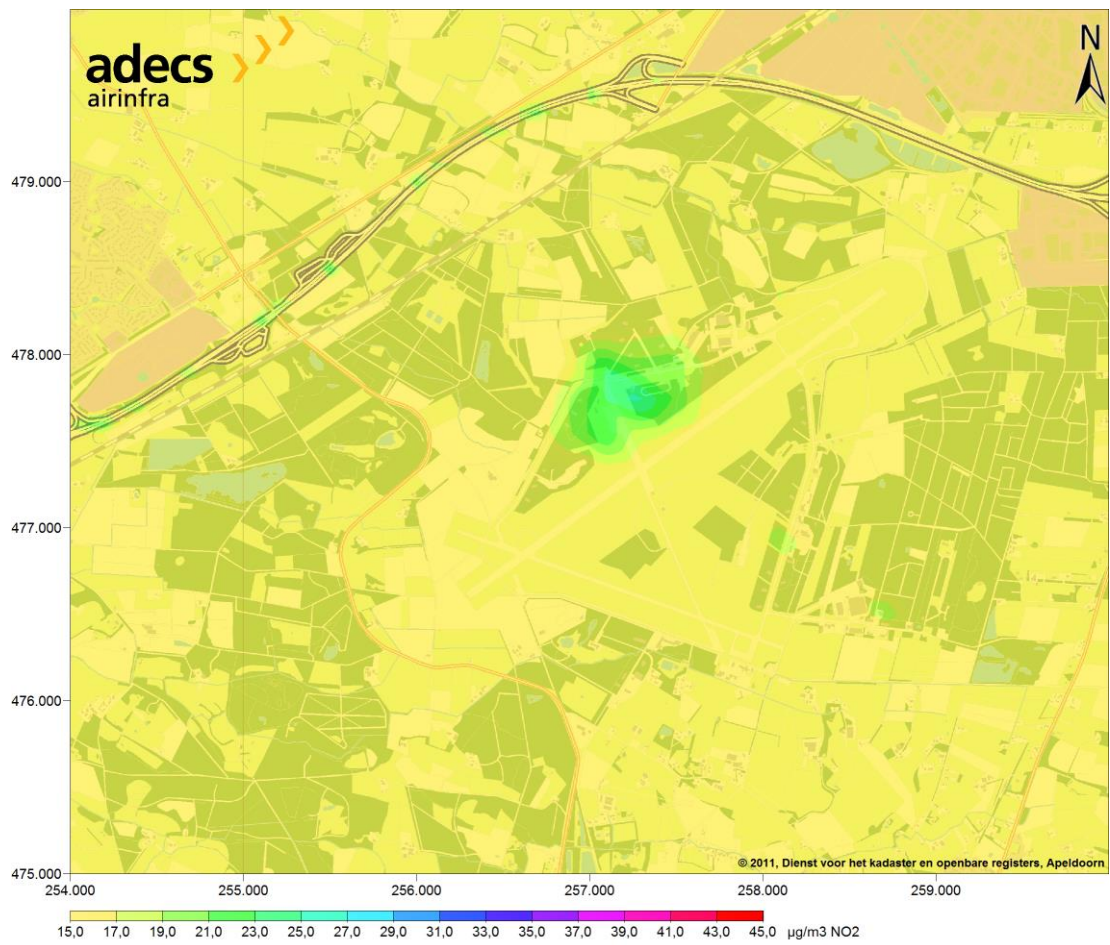 adecs
airinfra
N
479.000
478.000
477.000
476.000
475.000
© 2011, Dienst voor het kadaster en openbare registers, Apeldoorn
254.000 255.000 256.000 257.000 258.000 259.000
15,0 17,0 19,0 21,0 23,0 25,0 27,0 29,0 31,0 33,0 35,0 37,0 39,0 41,0 43,0 45,0 µg/m3 NO2